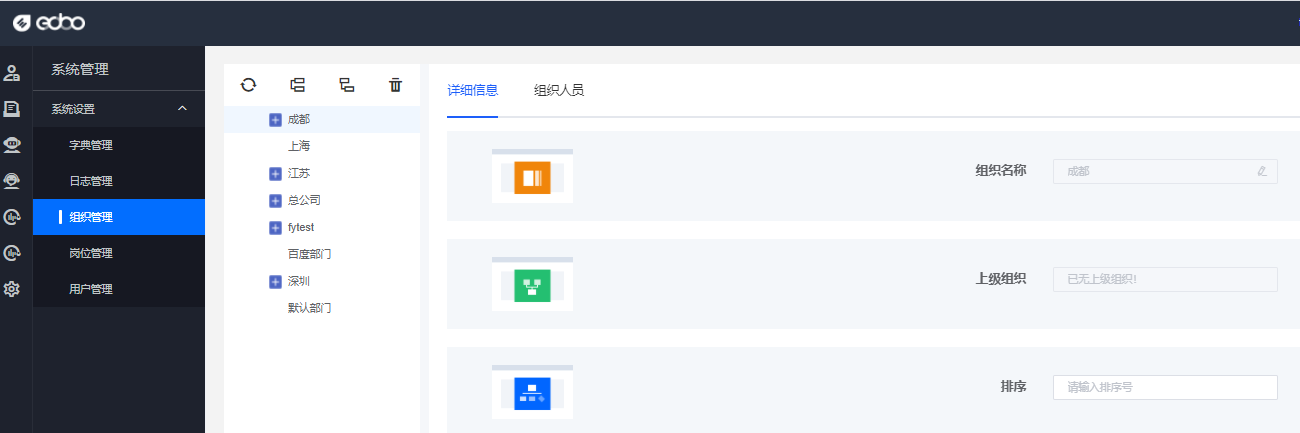 edoo
系统管理
系统设置
字典管理
日志管理
组织管理
岗位管理
用户管理
成都
上海
江苏
总公司
fytest
百度部门
深圳
默认部门
详细信息
组织人员
组织名称
成都
上级组织
已无上级组织!
排序
请输入排序号